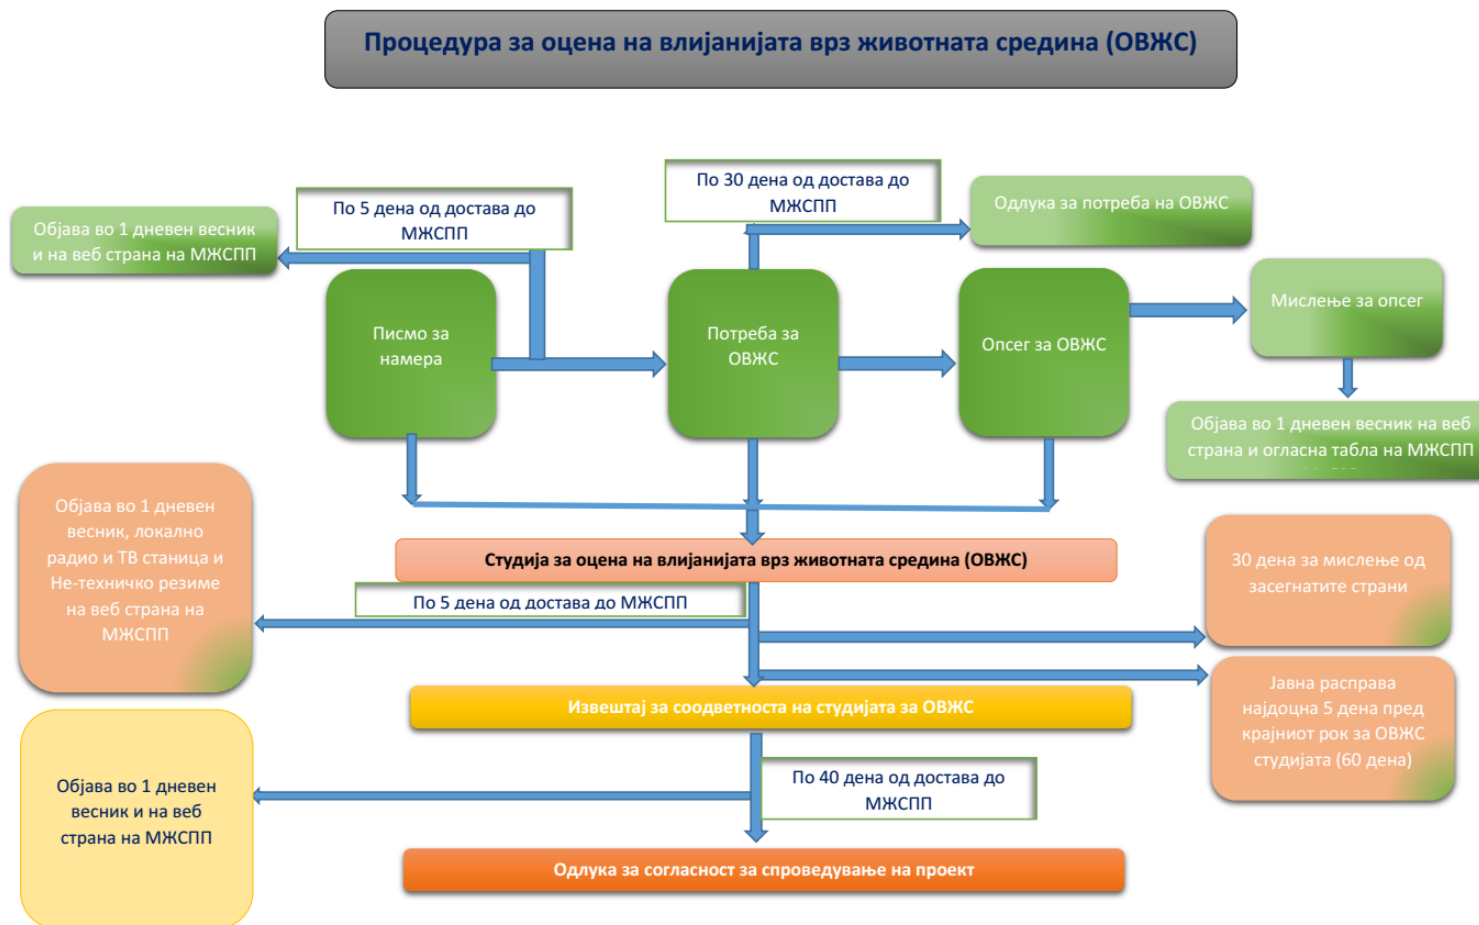 Процедура за оцена на влијанијата врз животната средина (ОВЖС)
По 30 дена од достава до
МЖСПП
По 5 дена од достава до
МЖСПП
Одлука за потреба на ОВЖС
Објава во 1 дневен весник
и на веб страна на МЖСПП
Писмо за
намера
Потреба за
ОВЖС
Опсег за ОВЖС
Мислење за опсег
Објава во 1 дневен весник на веб
страна и огласна табла на МЖСПП
Објава во 1 дневен
весник, локално
радио и ТВ станица и
Не-техничко резиме
на веб страна на
МЖСПП
Студија за оцена на влијанијата врз животната средина (ОВЖС)
30 дена за мислење од
засегнатите страни
По 5 дена од достава до МЖСПП
Јавна расправа
најдоцна 5 дена пред
крајниот рок за ОВЖС
студијата (60 дена)
Извештај за соодветноста на студијата за ОВЖС
Објава во 1 дневен
весник и на веб
страна на МЖСПП
По 40 дена од достава до
МЖСПП
Одлука за согласност за спроведување на проект